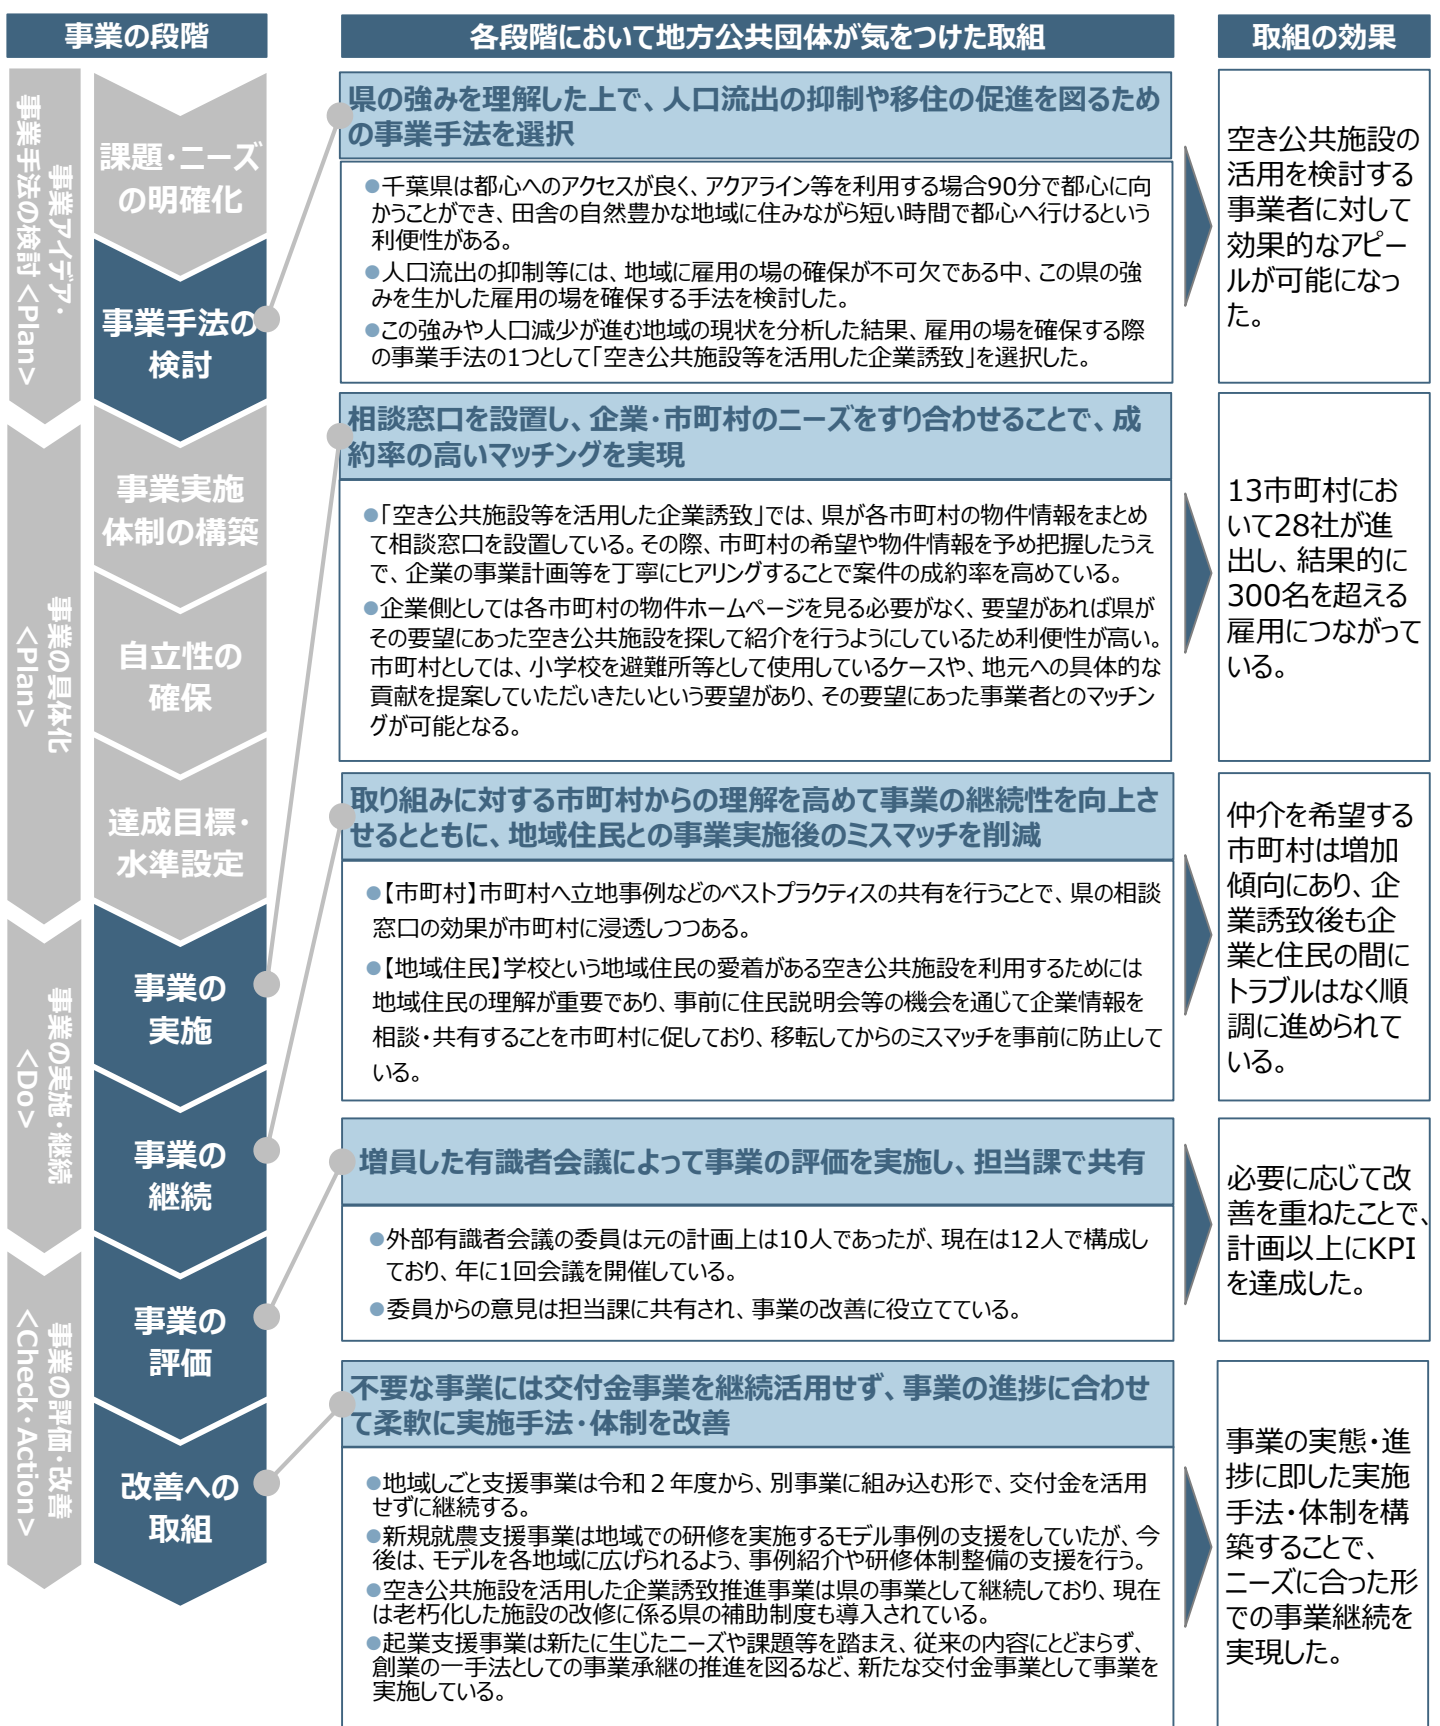 事業の段階
各段階において地方公共団体が気をつけた取組
取組の効果
事業アイデア・
事業手法の検討 <Plan>
課題・ニーズ
の明確化
事業手法の
検討
県の強みを理解した上で、人口流出の抑制や移住の促進を図るため
の事業手法を選択
●千葉県は都心へのアクセスが良く、アクアライン等を利用する場合90分で都心に向
かうことができ、田舎の自然豊かな地域に住みながら短い時間で都心へ行けるという
利便性がある。
●人口流出の抑制等には、地域に雇用の場の確保が不可欠である中、この県の強
みを生かした雇用の場を確保する手法を検討した。
●この強みや人口減少が進む地域の現状を分析した結果、雇用の場を確保する際
の事業手法の1つとして「空き公共施設等を活用した企業誘致」を選択した。
空き公共施設の
活用を検討する
事業者に対して
効果的なアピー
ルが可能になっ
た。
事業の具体化
<Plan>
事業実施
体制の構築
自立性の
確保
達成目標・
水準設定
相談窓口を設置し、企業・市町村のニーズをすり合わせることで、成
約率の高いマッチングを実現
●「空き公共施設等を活用した企業誘致」では、県が各市町村の物件情報をまとめ
て相談窓口を設置している。その際、市町村の希望や物件情報を予め把握したうえ
で、企業の事業計画等を丁寧にヒアリングすることで案件の成約率を高めている。
●企業側としては各市町村の物件ホームページを見る必要がなく、要望があれば県が
その要望にあった空き公共施設を探して紹介を行うようにしているため利便性が高い。
市町村としては、小学校を避難所等として使用しているケースや、地元への具体的な
貢献を提案していただいきたいという要望があり、その要望にあった事業者とのマッチン
グが可能となる。
13市町村にお
いて28社が進
出し、結果的に
300名を超える
雇用につながって
いる。
事業の実施・継続
<Do>
事業の
実施
事業の
継続
取り組みに対する市町村からの理解を高めて事業の継続性を向上さ
せるとともに、地域住民との事業実施後のミスマッチを削減
●【市町村】市町村へ立地事例などのベストプラクティスの共有を行うことで、県の相談
窓口の効果が市町村に浸透しつつある。
●【地域住民】学校という地域住民の愛着がある空き公共施設を利用するためには
地域住民の理解が重要であり、事前に住民説明会等の機会を通じて企業情報を
相談・共有することを市町村に促しており、移転してからのミスマッチを事前に防止して
いる。
仲介を希望する
市町村は増加
傾向にあり、企
業誘致後も企
業と住民の間に
トラブルはなく順
調に進められて
いる。
事業の評価・改善
<Check・Action>
事業の
評価
改善への
取組
増員した有識者会議によって事業の評価を実施し、担当課で共有
●外部有識者会議の委員は元の計画上は10人であったが、現在は12人で構成し
ており、年に1回会議を開催している。
●委員からの意見は担当課に共有され、事業の改善に役立てている。
必要に応じて改
善を重ねたことで、
計画以上にKPI
を達成した。
不要な事業には交付金事業を継続活用せず、事業の進捗に合わせ
て柔軟に実施手法・体制を改善
●地域しごと支援事業は令和２年度から、別事業に組み込む形で、交付金を活用
せずに継続する。
●新規就農支援事業は地域での研修を実施するモデル事例の支援をしていたが、今
後は、モデルを各地域に広げられるよう、事例紹介や研修体制整備の支援を行う。
●空き公共施設を活用した企業誘致推進事業は県の事業として継続しており、現在
は老朽化した施設の改修に係る県の補助制度も導入されている。
●起業支援事業は新たに生じたニーズや課題等を踏まえ、従来の内容にとどまらず、
創業の一手法としての事業承継の推進を図るなど、新たな交付金事業として事業を
実施している。
事業の実態・進
捗に即した実施
手法・体制を構
築することで、
ニーズに合った形
での事業継続を
実現した。